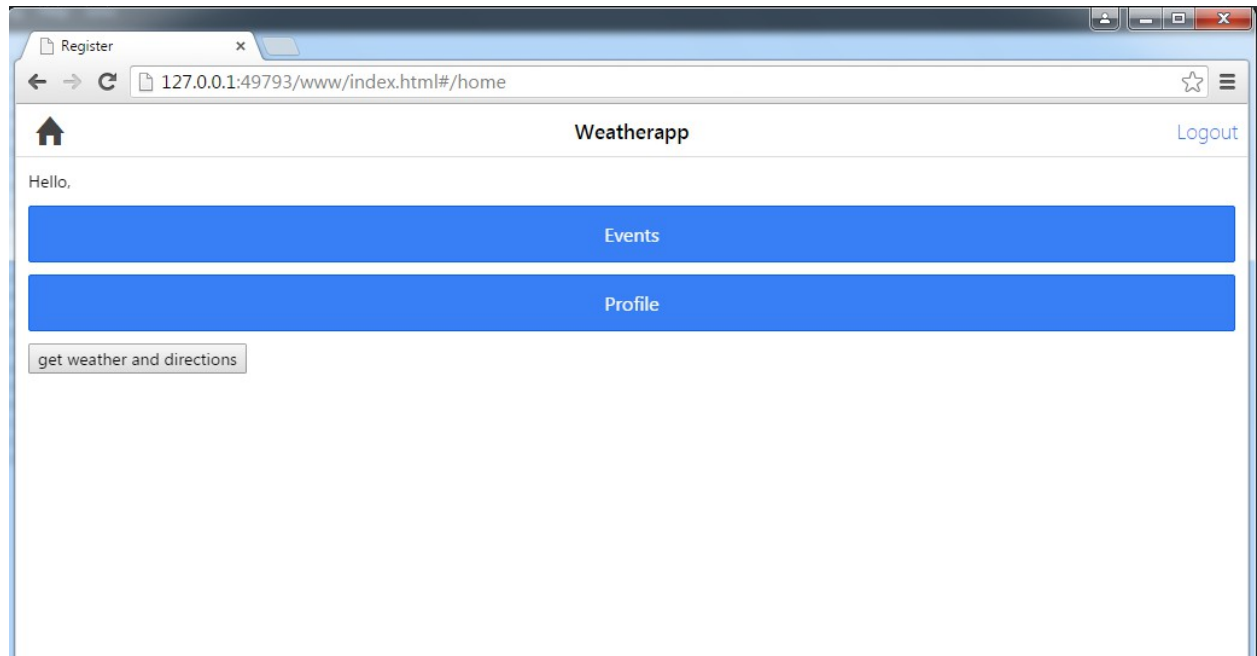 Register
127.0.0.1:49793/www/index.html#/home
Weatherapp
Logout
Hello,
Events
Profile
get weather and directions